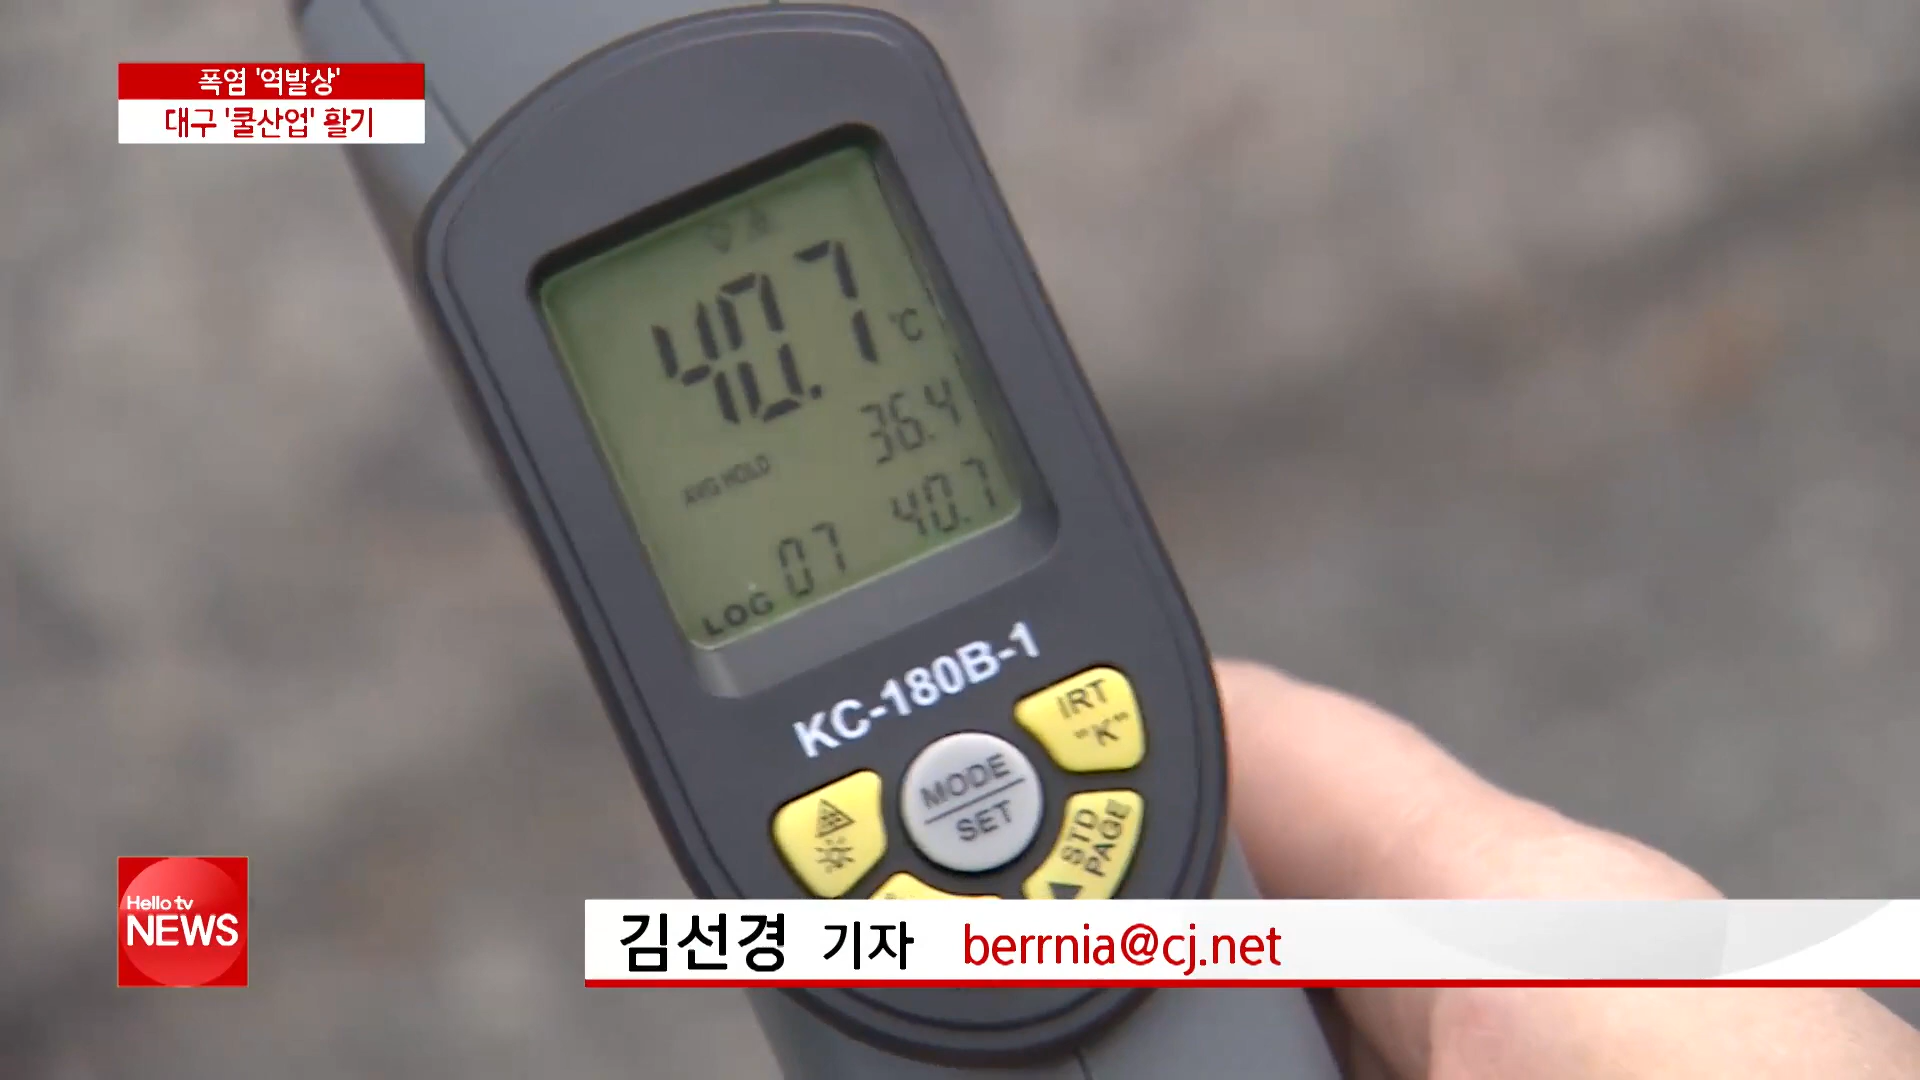 폭염 '역발상'
대구 '쿨산업' 활기
40.7 °C
36.4
AVG HOLD
07 40.7
LOG
KC-180B-1
IRT
"K"
MODE
SET
▲ STD
PAGE
Hello tv
NEWS
김선경 기자 berrnia@cj.net